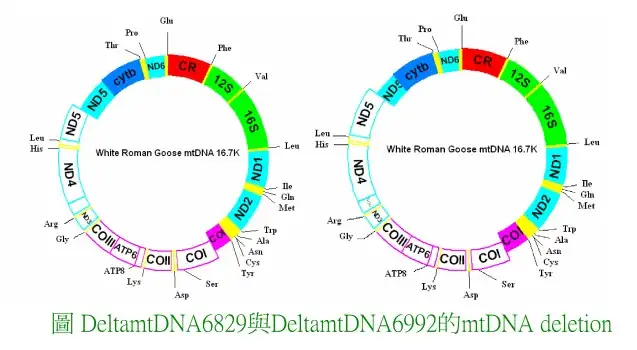 Glu
Pro
Phe
Thr
ND6
CR
cytb
12S
Val
ND5
ND5
16S
Leu
His
White Roman Goose mtDNA 16.7K
Leu
ND4
ND1
Ile
Gln
Met
ND2
Arg
ND3
Gly
COIII
ATP6
COII
COI
COI
Trp
Ala
Asn
Cys
Tyr
ATP8
Lys
Asp
Ser
Glu
Pro
Phe
Thr
ND6
CR
cytb
12S
Val
ND5
ND5
16S
Leu
His
White Roman Goose mtDNA 16.7K
Leu
ND4
ND1
Ile
Gln
Met
ND2
Arg
Gly
COIII
ATP6
COII
COI
COI
Trp
Ala
Asn
Cys
Tyr
ATP8
Lys
Asp
Ser
圖 DeltamtDNA6829與DeltamtDNA6992的mtDNA deletion